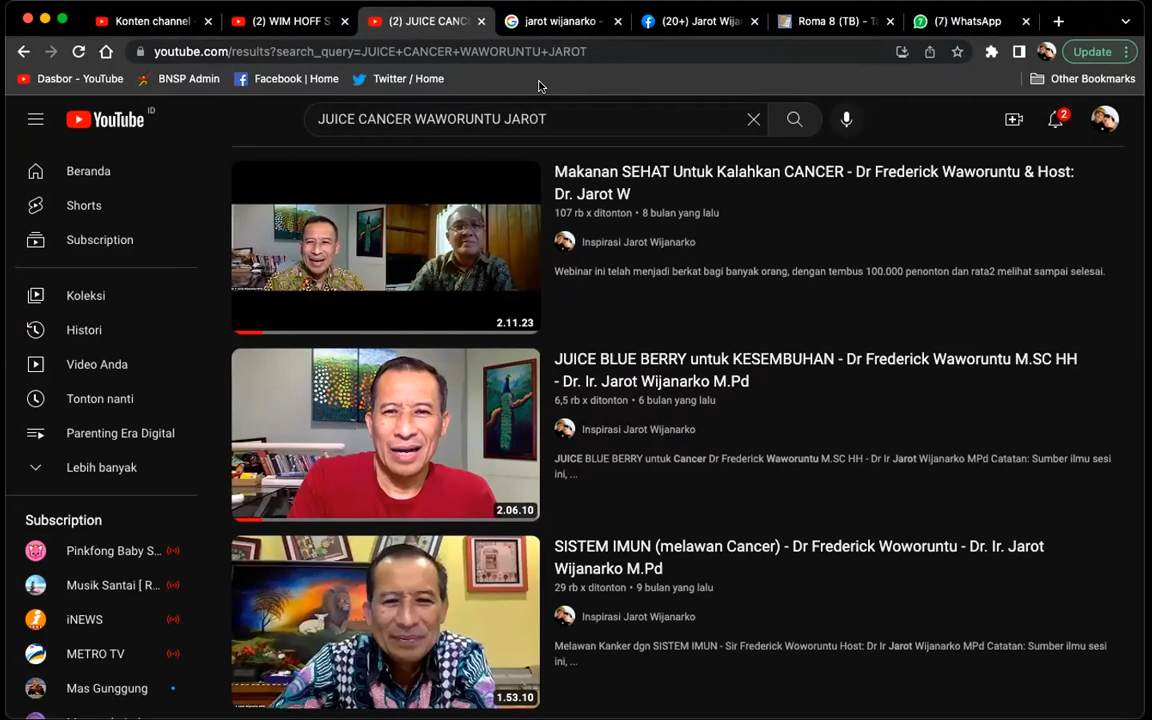 Konten channel
(2) WIM HOFF S
(2) JUICE CANC
jarot wijanarko -
(20+) Jarot Wij
Roma 8 (TB) - T
(7) WhatsApp
youtube.com/results?search_query=JUICE+CANCER+WAWORUNTU+JAROT
Update
Dasbor - YouTube
BNSP Admin
Facebook | Home
Twitter / Home
Other Bookmarks
YouTube ID
JUICE CANCER WAWORUNTU JAROT
2
Beranda
Shorts
Subscription
Koleksi
Histori
Video Anda
Tonton nanti
Parenting Era Digital
Lebih banyak
Subscription
Pinkfong Baby S...
Musik Santai [ R...
iNEWS
METRO TV
Mas Gunggung
2.11.23
Makanan SEHAT Untuk Kalahkan CANCER - Dr Frederick Waworuntu & Host:
Dr. Jarot W
107 rb x ditonton • 8 bulan yang lalu
Inspirasi Jarot Wijanarko
Webinar ini telah menjadi berkat bagi banyak orang, dengan tembus 100.000 penonton dan rata2 melihat sampai selesai.
2.06.10
JUICE BLUE BERRY untuk KESEMBUHAN - Dr Frederick Waworuntu M.SC HH
- Dr. Ir. Jarot Wijanarko M.Pd
6,5 rb x ditonton • 6 bulan yang lalu
Inspirasi Jarot Wijanarko
JUICE BLUE BERRY untuk Cancer Dr Frederick Waworuntu M.SC HH - Dr Ir Jarot Wijanarko MPd Catatan: Sumber ilmu sesi
ini, ...
1.53.10
SISTEM IMUN (melawan Cancer) - Dr Frederick Woworuntu - Dr. Ir. Jarot
Wijanarko M.Pd
29 rb x ditonton • 9 bulan yang lalu
Inspirasi Jarot Wijanarko
Melawan Kanker dgn SISTEM IMUN - Sir Frederick Woworuntu Host: Dr Ir Jarot Wijanarko MPd Catatan: Sumber ilmu sesi
ini, ...